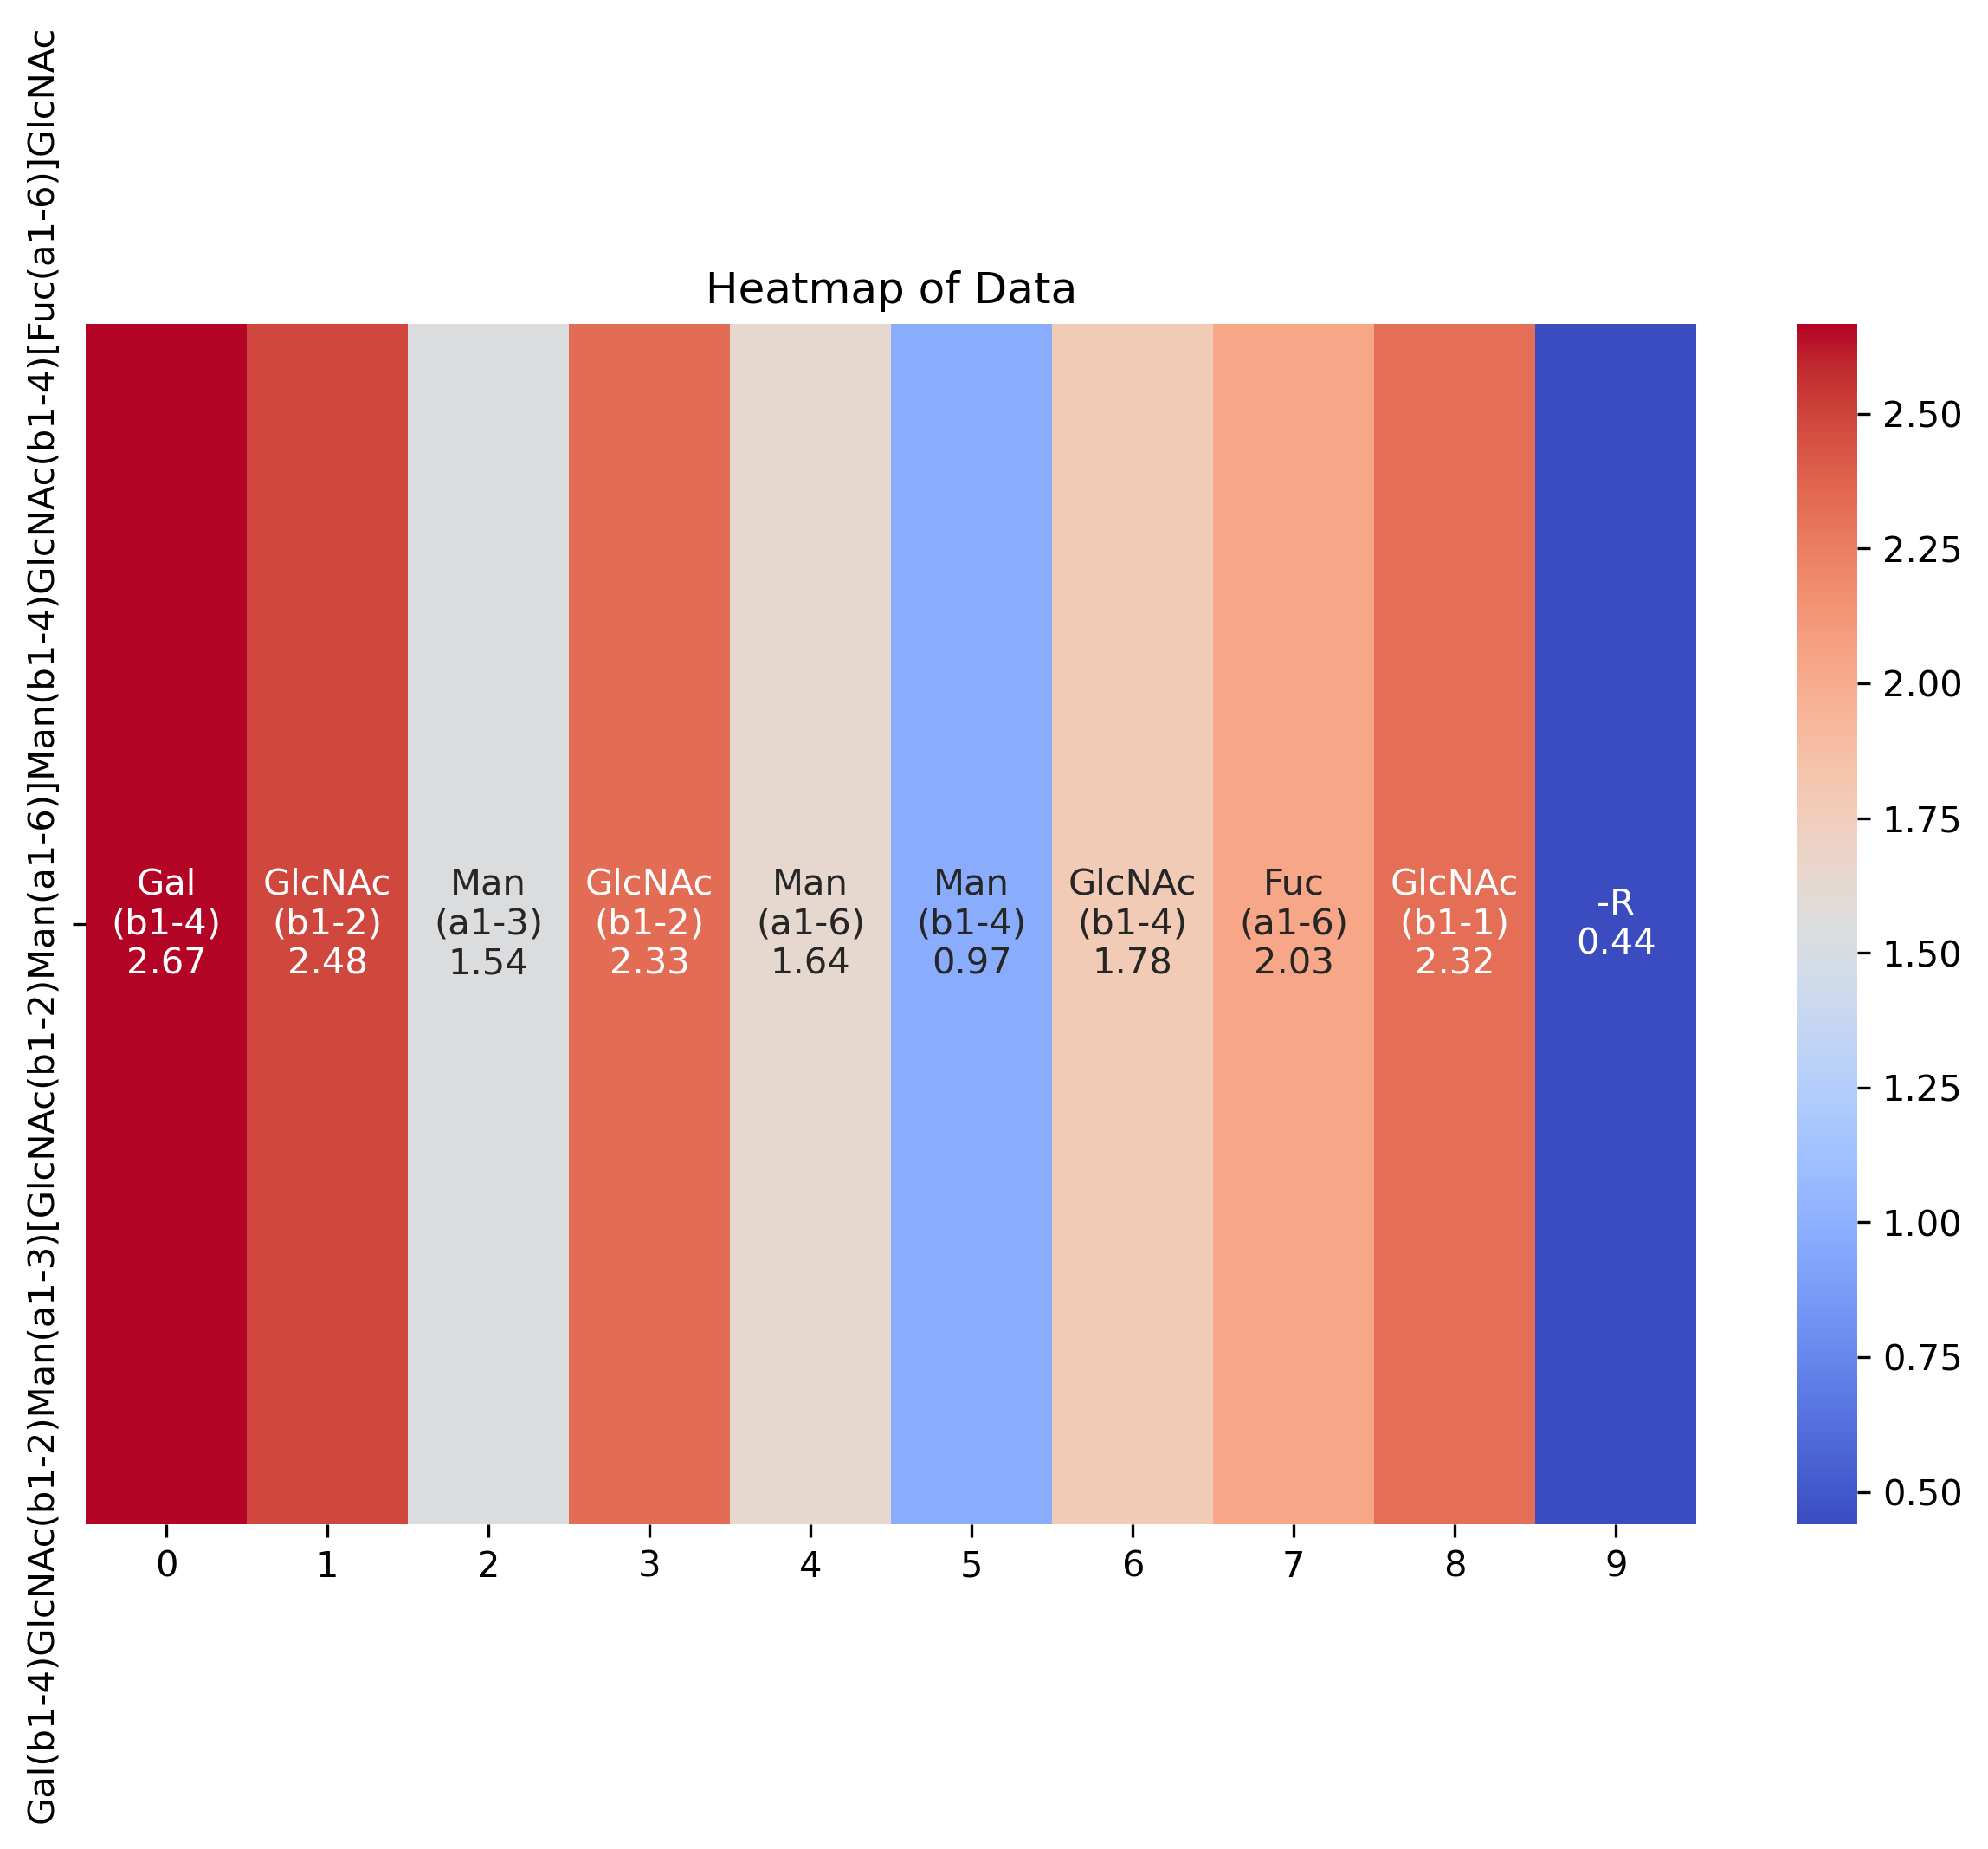 Heatmap of Data
Gal(b1-4)GlcNAc(b1-2)Man(a1-3)[GlcNAc(b1-2)Man(a1-6)]Man(b1-4)GlcNAc(b1-4)[Fuc(a1-6)]GlcNAc
Gal
(b1-4)
2.67
GlcNAc
(b1-2)
2.48
Man
(a1-3)
1.54
GlcNAc
(b1-2)
2.33
Man
(a1-6)
1.64
Man
(b1-4)
0.97
GlcNAc
(b1-4)
1.78
Fuc
(a1-6)
2.03
GlcNAc
(b1-1)
2.32
-R
0.44
0 1 2 3 4 5 6 7 8 9
2.50
2.25
2.00
1.75
1.50
1.25
1.00
0.75
0.50